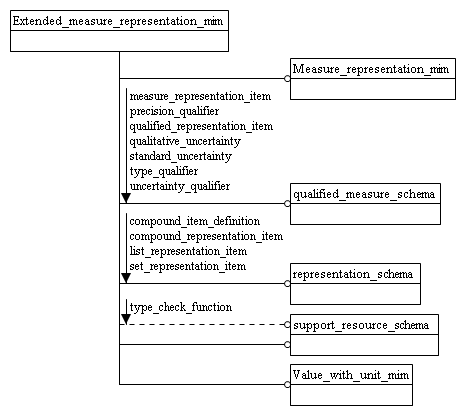 Extended_measure_representation_mim
Measure_representation_mim
measure_representation_item
precision_qualifier
qualified_representation_item
qualitative_uncertainty
standard_uncertainty
type_qualifier
uncertainty_qualifier
qualified_measure_schema
compound_item_definition
compound_representation_item
list_representation_item
set_representation_item
representation_schema
type_check_function
support_resource_schema
Value_with_unit_mim